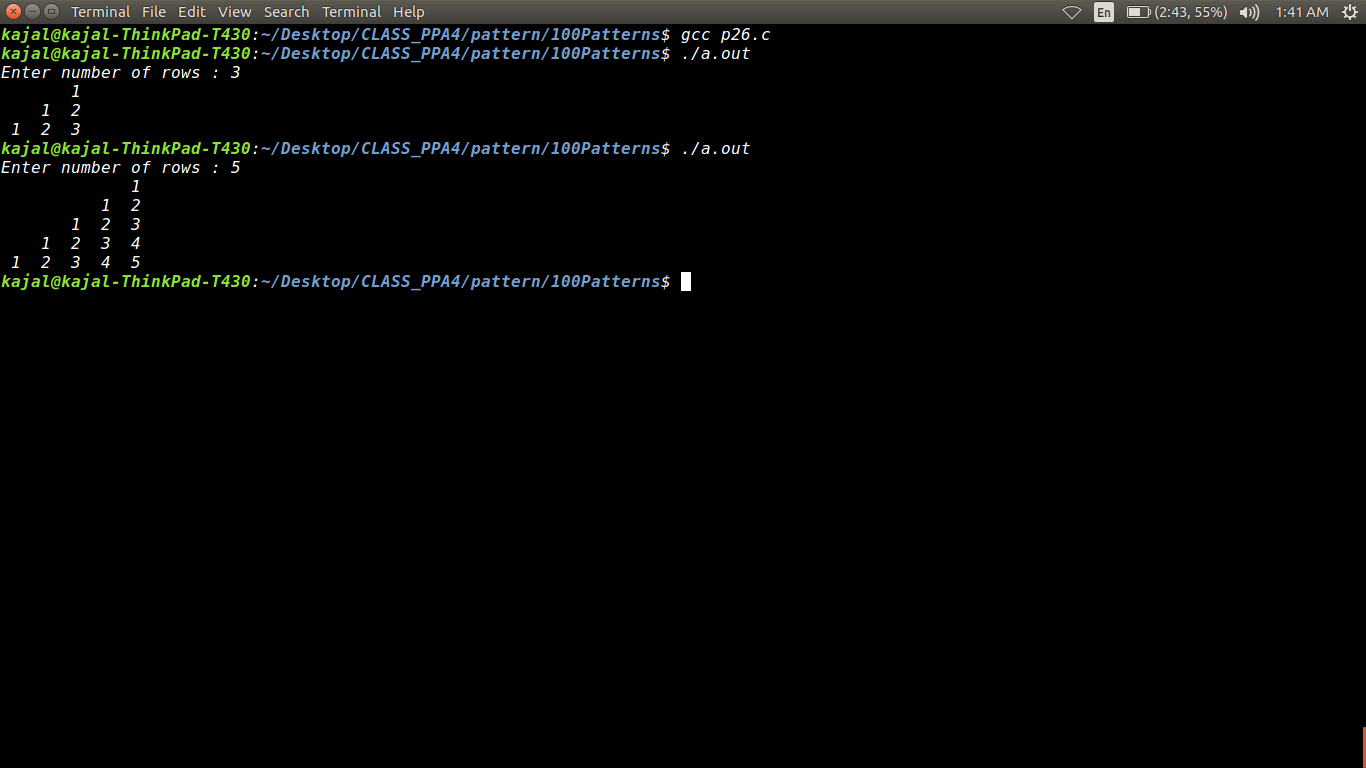 Terminal File Edit View Search Terminal Help En (2:43, 55%) 1:41 AM
kajal@kajal-ThinkPad-T430:~/Desktop/CLASS_PPA4/pattern/100Patterns$ gcc p26.c
kajal@kajal-ThinkPad-T430:~/Desktop/CLASS_PPA4/pattern/100Patterns$ ./a.out
Enter number of rows : 3
       1
    1  2
 1  2  3
kajal@kajal-ThinkPad-T430:~/Desktop/CLASS_PPA4/pattern/100Patterns$ ./a.out
Enter number of rows : 5
             1
          1  2
       1  2  3
    1  2  3  4
 1  2  3  4  5
kajal@kajal-ThinkPad-T430:~/Desktop/CLASS_PPA4/pattern/100Patterns$